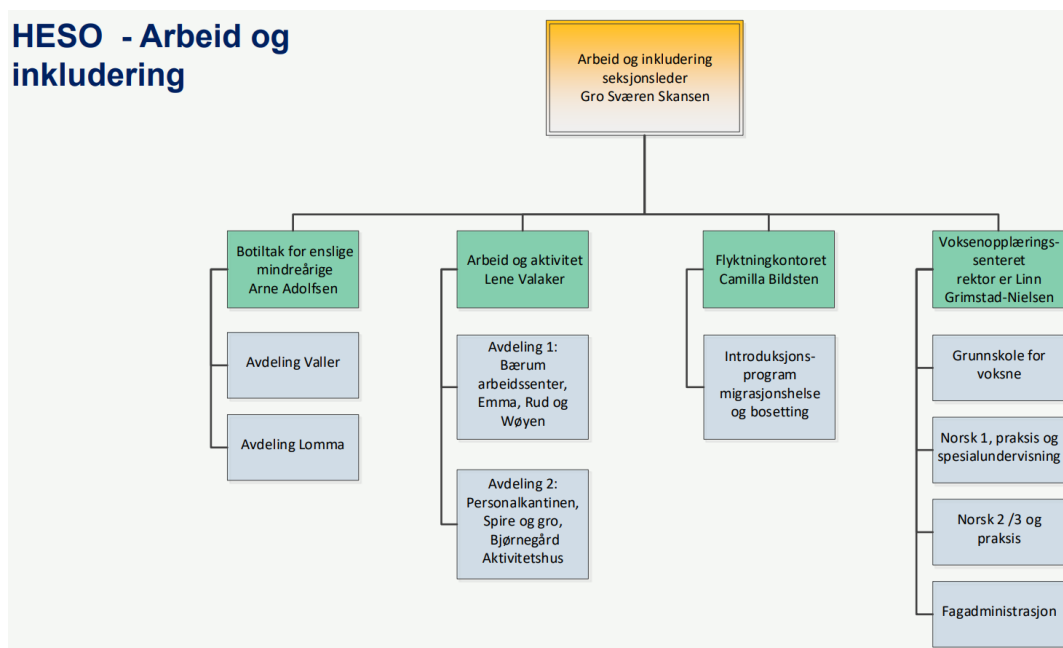 HESO - Arbeid og
inkludering
Arbeid og inkludering
seksjonsleder
Gro Sværen Skansen
Botiltak for enslige
mindreårige
Arne Adolfsen
Avdeling Valler
Avdeling Lomma
Arbeid og aktivitet
Lene Valaker
Avdeling 1:
Bærum
arbeidssenter,
Emma, Rud og
Wøyen
Avdeling 2:
Personalkantinen,
Spire og gro,
Bjørnegård
Aktivitetshus
Flyktningkontoret
Camilla Bildsten
Introduksjons-
program
migrasjonshelse
og bosetting
Voksenopplærings-
senteret
rektor er Linn
Grimstad-Nielsen
Grunnskole for
voksne
Norsk 1, praksis og
spesialundervisning
Norsk 2 /3 og
praksis
Fagadministrasjon